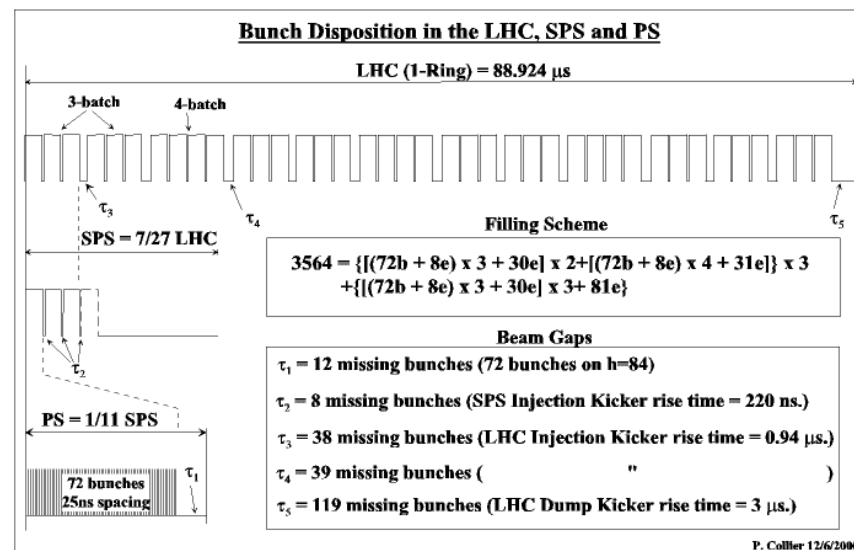 Bunch Disposition in the LHC, SPS and PS
LHC (1-Ring) = 88.924 μs
3-batch
4-batch
τ3
τ4
τ5
SPS = 7/27 LHC
Filling Scheme
3564 = {[(72b + 8e) x 3 + 30e] x 2+[(72b + 8e) x 4 + 31e]} x 3
+{[(72b + 8e) x 3 + 30e] x 3+ 81e}
τ2
Beam Gaps
τ1 = 12 missing bunches (72 bunches on h=84)
τ2 = 8 missing bunches (SPS Injection Kicker rise time = 220 ns.)
τ3 = 38 missing bunches (LHC Injection Kicker rise time = 0.94 μs.)
τ4 = 39 missing bunches ( " )
τ5 = 119 missing bunches (LHC Dump Kicker rise time = 3 μs.)
PS = 1/11 SPS
τ1
72 bunches
25ns spacing
P. Collier